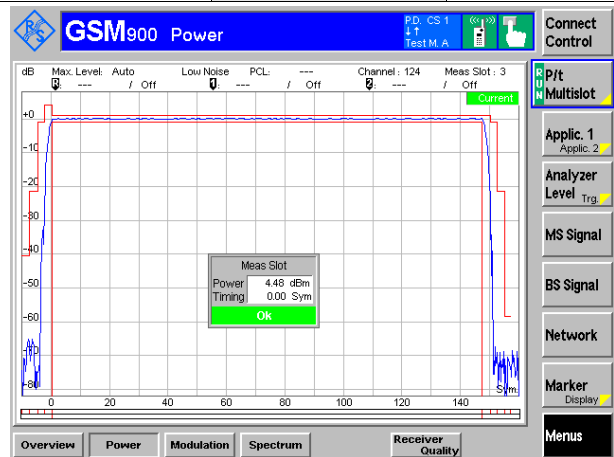 GSM900 Power
P.D. CS 1
Test M. A
Connect
Control
dB Max. Level: Auto Low Noise PCL: --- Channel : 124 Meas Slot : 3
R: --- / Off 1: --- / Off 2: --- / Off
Current
RUN
P/t
Multislot
Applic. 1
Applic. 2
Analyzer
Level Trg.
MS Signal
BS Signal
Network
Marker
Display
Menus
+0
-10
-20
-30
-40
-50
-60
-70
-80
Meas Slot
Power 4.48 dBm
Timing 0.00 Sym
Ok
Sym.
0 20 40 60 80 100 120 140
Overview Power Modulation Spectrum Receiver
Quality